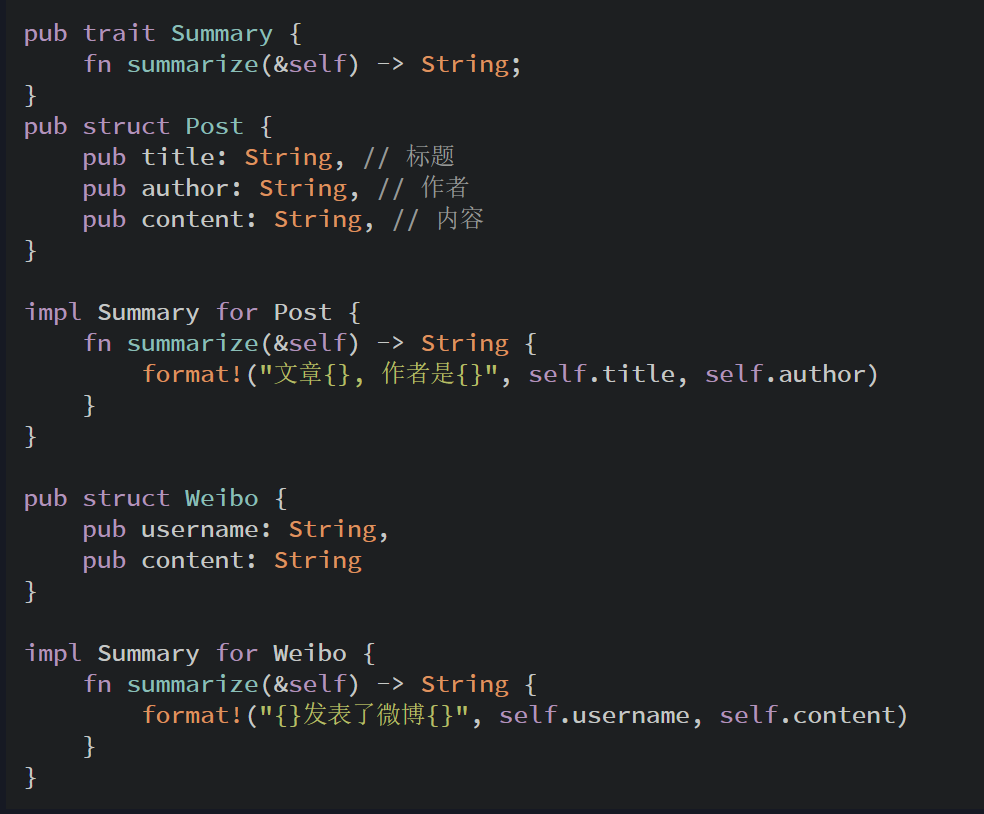 pub trait Summary {
    fn summarize(&self) -> String;
}
pub struct Post {
    pub title: String, // 标题
    pub author: String, // 作者
    pub content: String, // 内容
}

impl Summary for Post {
    fn summarize(&self) -> String {
        format!("文章{}, 作者是{}", self.title, self.author)
    }
}

pub struct Weibo {
    pub username: String,
    pub content: String
}

impl Summary for Weibo {
    fn summarize(&self) -> String {
        format!("{}发表了微博{}", self.username, self.content)
    }
}